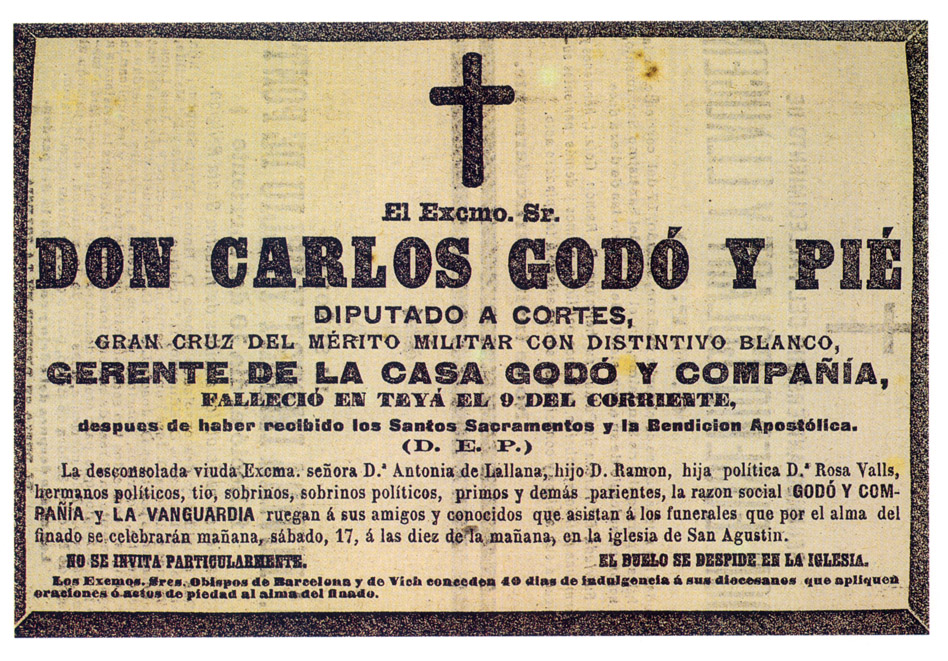 El Excmo. Sr.
DON CARLOS GODÓ Y PIÉ
DIPUTADO A CORTES,
GRAN CRUZ DEL MÉRITO MILITAR CON DISTINTIVO BLANCO,
GERENTE DE LA CASA GODÓ Y COMPAÑÍA,
FALLECIÓ EN TEYÁ EL 9 DEL CORRIENTE,
despues de haber recibido los Santos Sacramentos y la Bendicion Apostólica.
(D. E. P.)
La desconsolada viuda Excma. señora D.ª Antonia de Lallana, hijo D. Ramon, hija política D.ª Rosa Valls,
hermanos políticos, tio, sobrinos, sobrinos políticos, primos y demás parientes, la razon social GODÓ Y COM-
PAÑÍA y LA VANGUARDIA ruegan á sus amigos y conocidos que asistan á los funerales que por el alma del
finado se celebrarán mañana, sábado, 17, á las diez de la mañana, en la iglesia de San Agustin.
NO SE INVITA PARTICULARMENTE. EL DUELO SE DESPIDE EN LA IGLESIA.
Los Excmos. Sres. Obispos de Barcelona y de Vich conceden 40 dias de indulgencia á sus diocesanos que apliquen
oraciones ó actos de piedad al alma del finado.